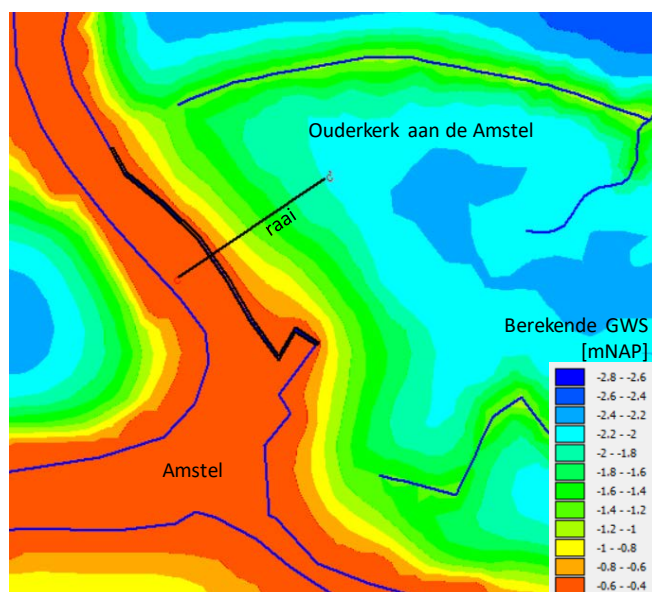 Ouderkerk aan de Amstel
raai
Berekende GWS
[mNAP]
-2.8 - -2.6
-2.6 - -2.4
-2.4 - -2.2
-2.2 - -2
-2 - -1.8
-1.8 - -1.6
-1.6 - -1.4
-1.4 - -1.2
-1.2 - -1
-1 - -0.8
-0.8 - -0.6
-0.6 - -0.4
Amstel